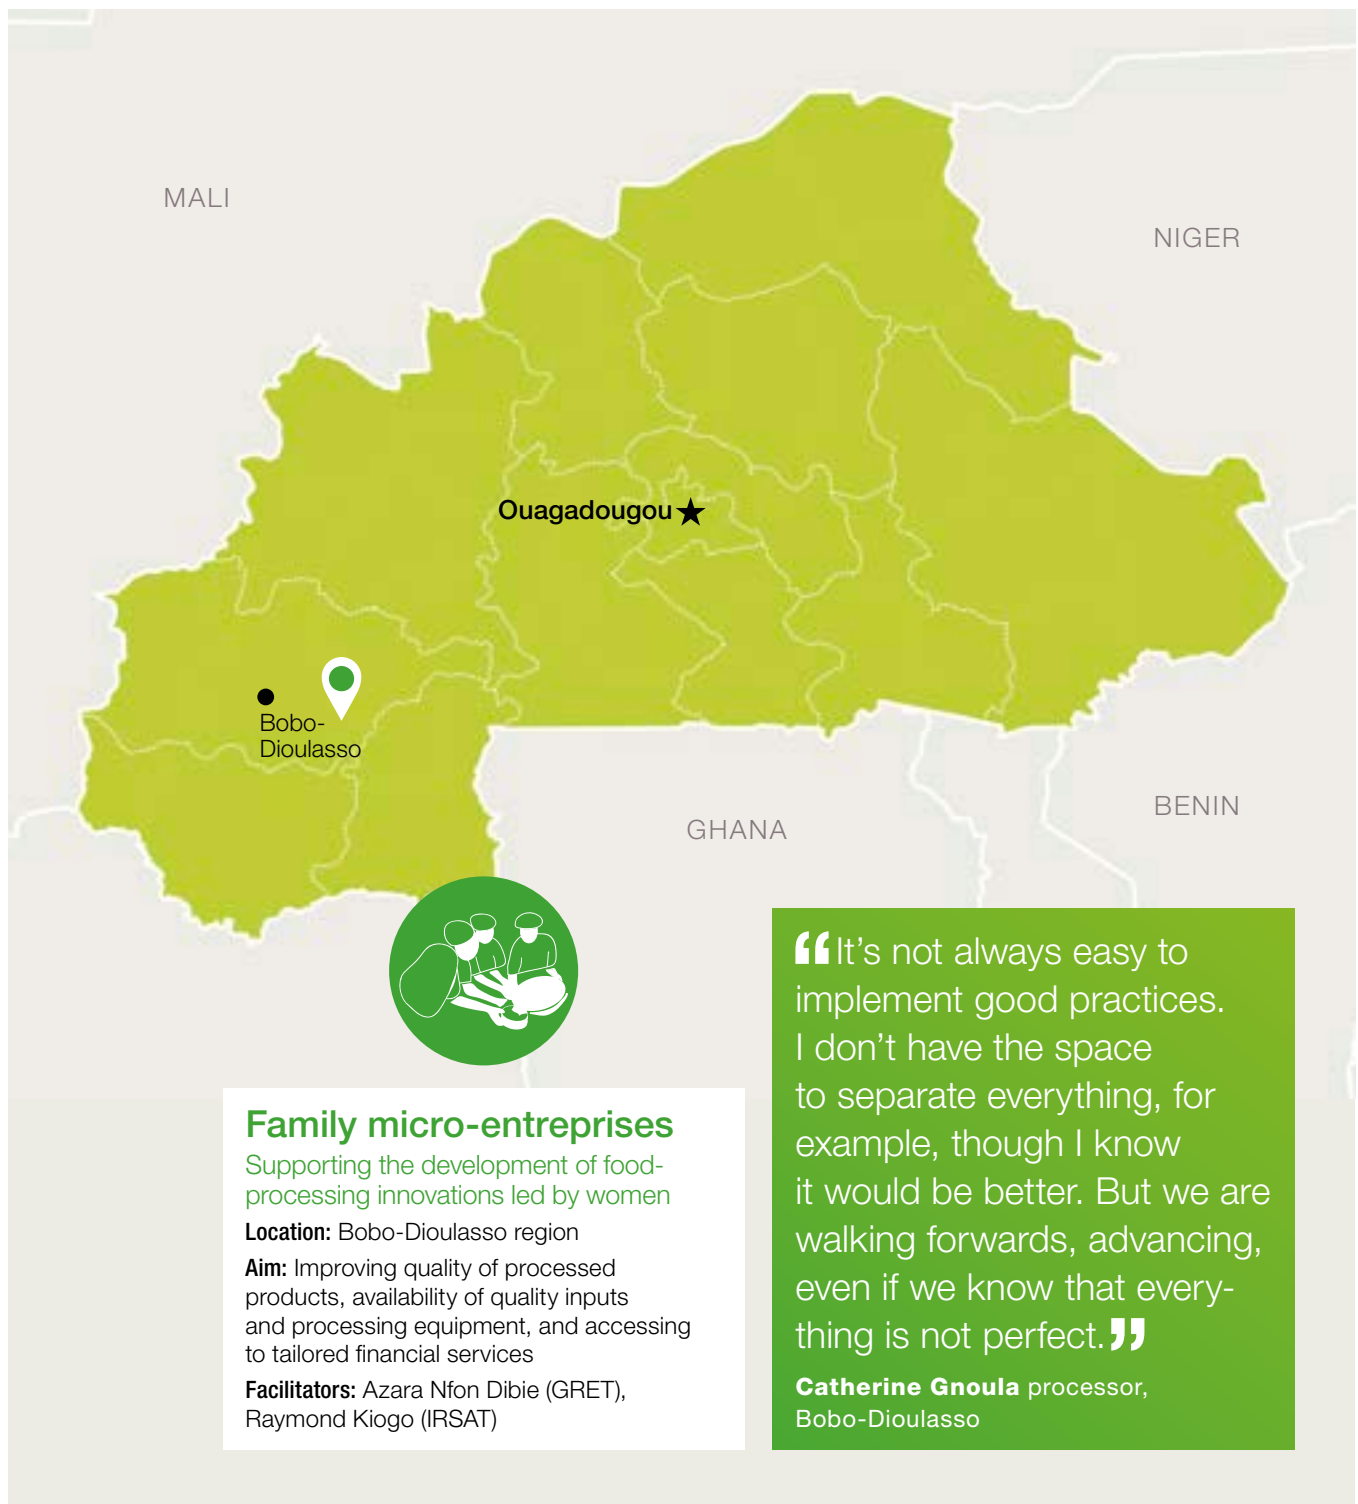 MALI
NIGER
Ouagadougou
Bobo-
Dioulasso
GHANA
BENIN
Family micro-entreprises
Supporting the development of food-
processing innovations led by women
Location: Bobo-Dioulasso region
Aim: Improving quality of processed
products, availability of quality inputs
and processing equipment, and accessing
to tailored financial services
Facilitators: Azara Nfon Dibie (GRET),
Raymond Kiogo (IRSAT)
“It’s not always easy to
implement good practices.
I don’t have the space
to separate everything, for
example, though I know
it would be better. But we are
walking forwards, advancing,
even if we know that every-
thing is not perfect.”
Catherine Gnoula processor,
Bobo-Dioulasso